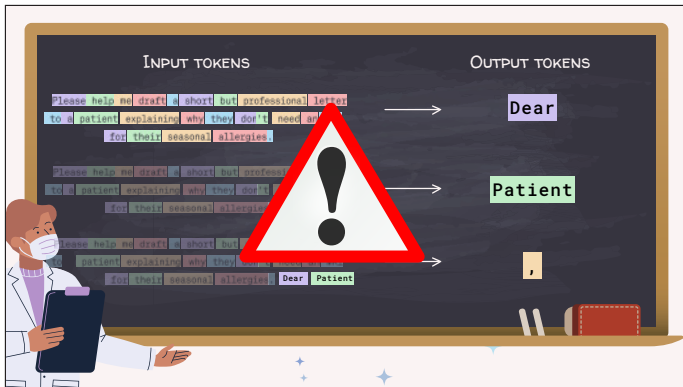 INPUT TOKENS
OUTPUT TOKENS
Please help me draft a short but professional letter
to a patient explaining why they don't need an
for their seasonal allergies.
Dear
Please help me draft a short but
to a patient explaining why they don't
for their seasonal allergies
Patient
Please help me draft a short but
to a patient explaining why they
for their seasonal allergies. Dear Patient
,